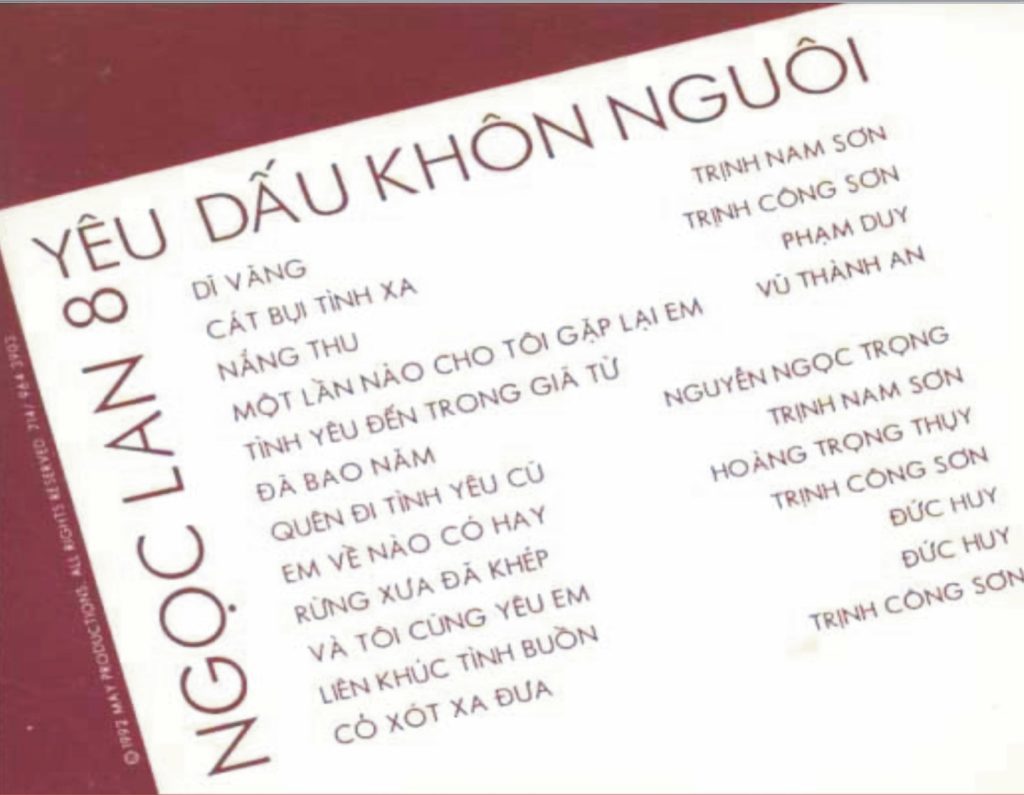 YÊU DẤU KHÔN NGUÔI
NGỌC LAN 8
DĨ VÃNG TRỊNH NAM SƠN
CÁT BỤI TÌNH XA TRỊNH CÔNG SƠN
NẮNG THU PHẠM DUY
MỘT LẦN NÀO CHO TÔI GẶP LẠI EM VŨ THÀNH AN
TÌNH YÊU ĐẾN TRONG GIÃ TỪ
ĐÃ BAO NĂM NGUYỄN NGỌC TRỌNG
QUÊN ĐI TÌNH YÊU CŨ TRỊNH NAM SƠN
EM VỀ NÀO CÓ HAY HOÀNG TRỌNG THỤY
RỪNG XƯA ĐÃ KHÉP TRỊNH CÔNG SƠN
VÀ TÔI CŨNG YÊU EM ĐỨC HUY
LIÊN KHÚC TÌNH BUỒN ĐỨC HUY
CỎ XÓT XA ĐƯA TRỊNH CÔNG SƠN
©1992 MAY PRODUCTIONS. ALL RIGHTS RESERVED. 714/ 994 3903